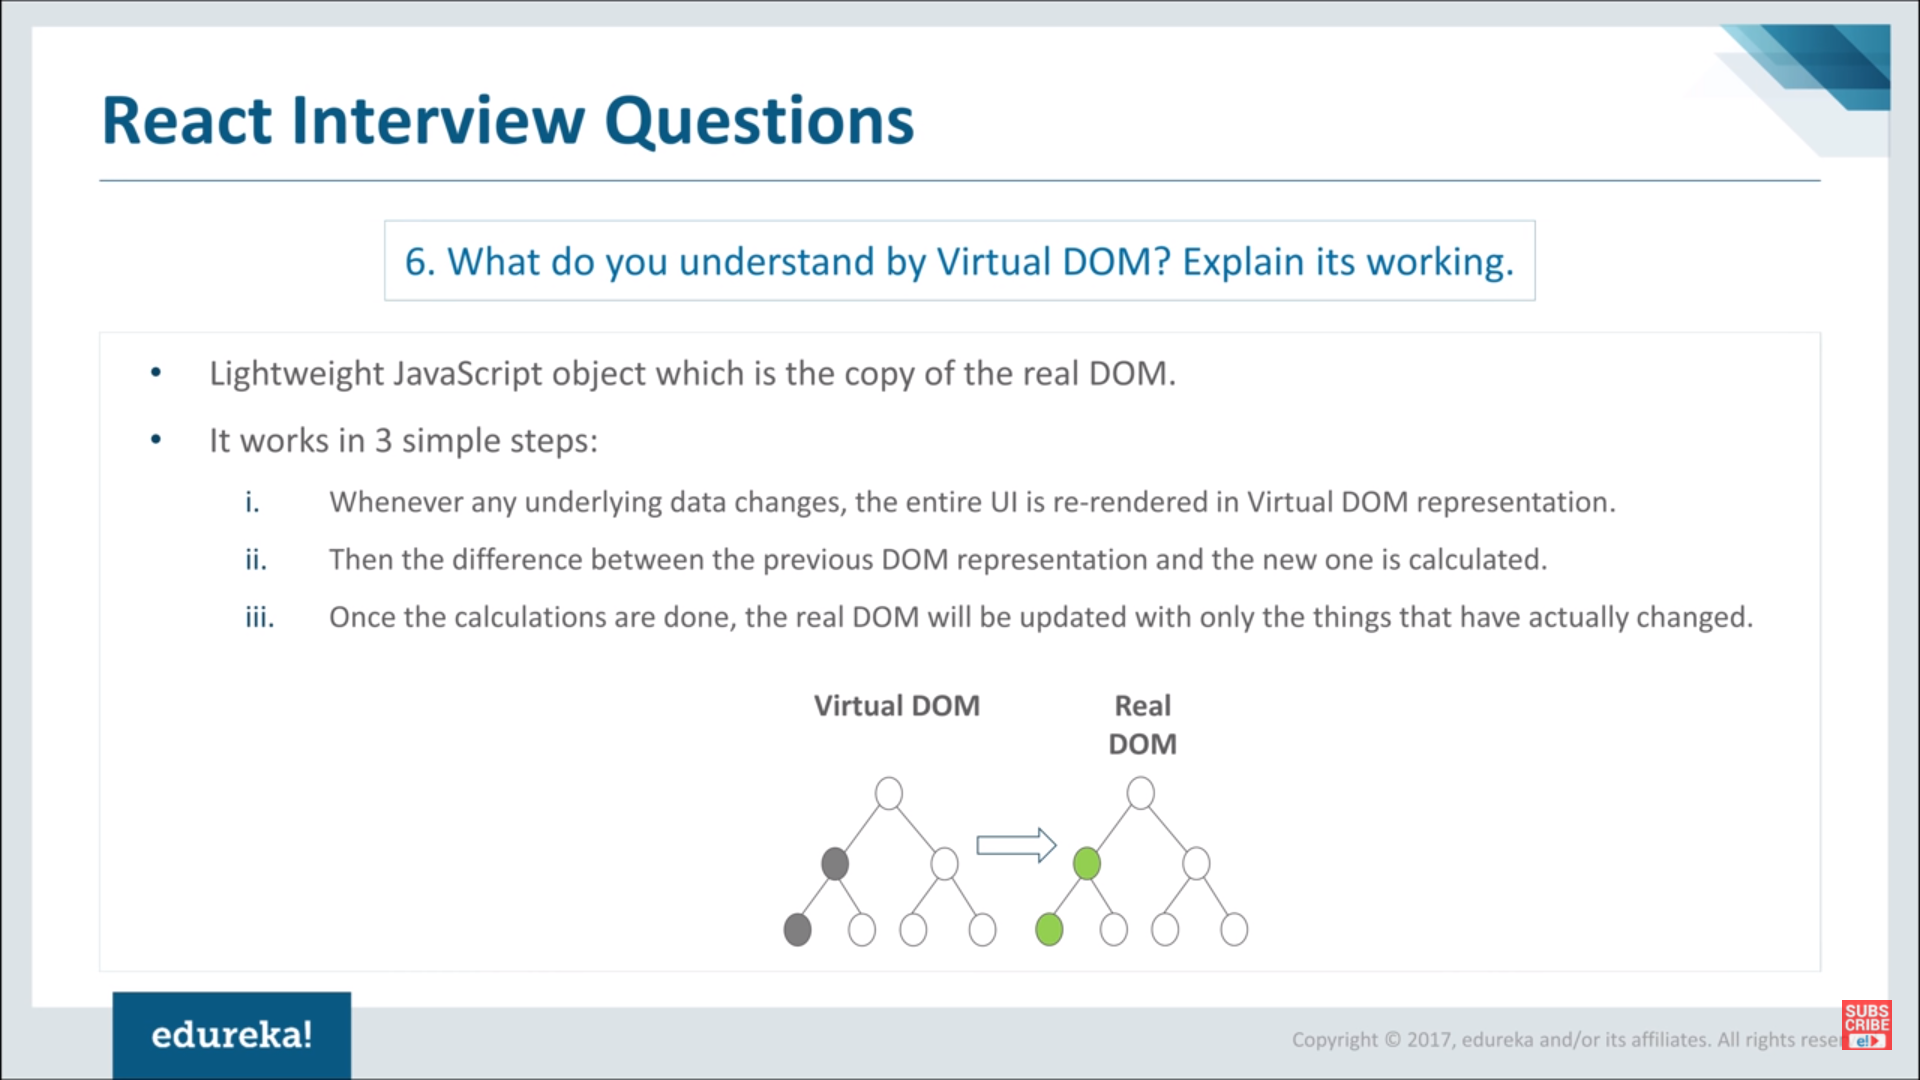 React Interview Questions
6. What do you understand by Virtual DOM? Explain its working.
• Lightweight JavaScript object which is the copy of the real DOM.
• It works in 3 simple steps:
i. Whenever any underlying data changes, the entire UI is re-rendered in Virtual DOM representation.
ii. Then the difference between the previous DOM representation and the new one is calculated.
iii. Once the calculations are done, the real DOM will be updated with only the things that have actually changed.
Virtual DOM
Real
DOM
edureka!
Copyright © 2017, edureka and/or its affiliates. All rights rese
SUBS
CRIBE
e!